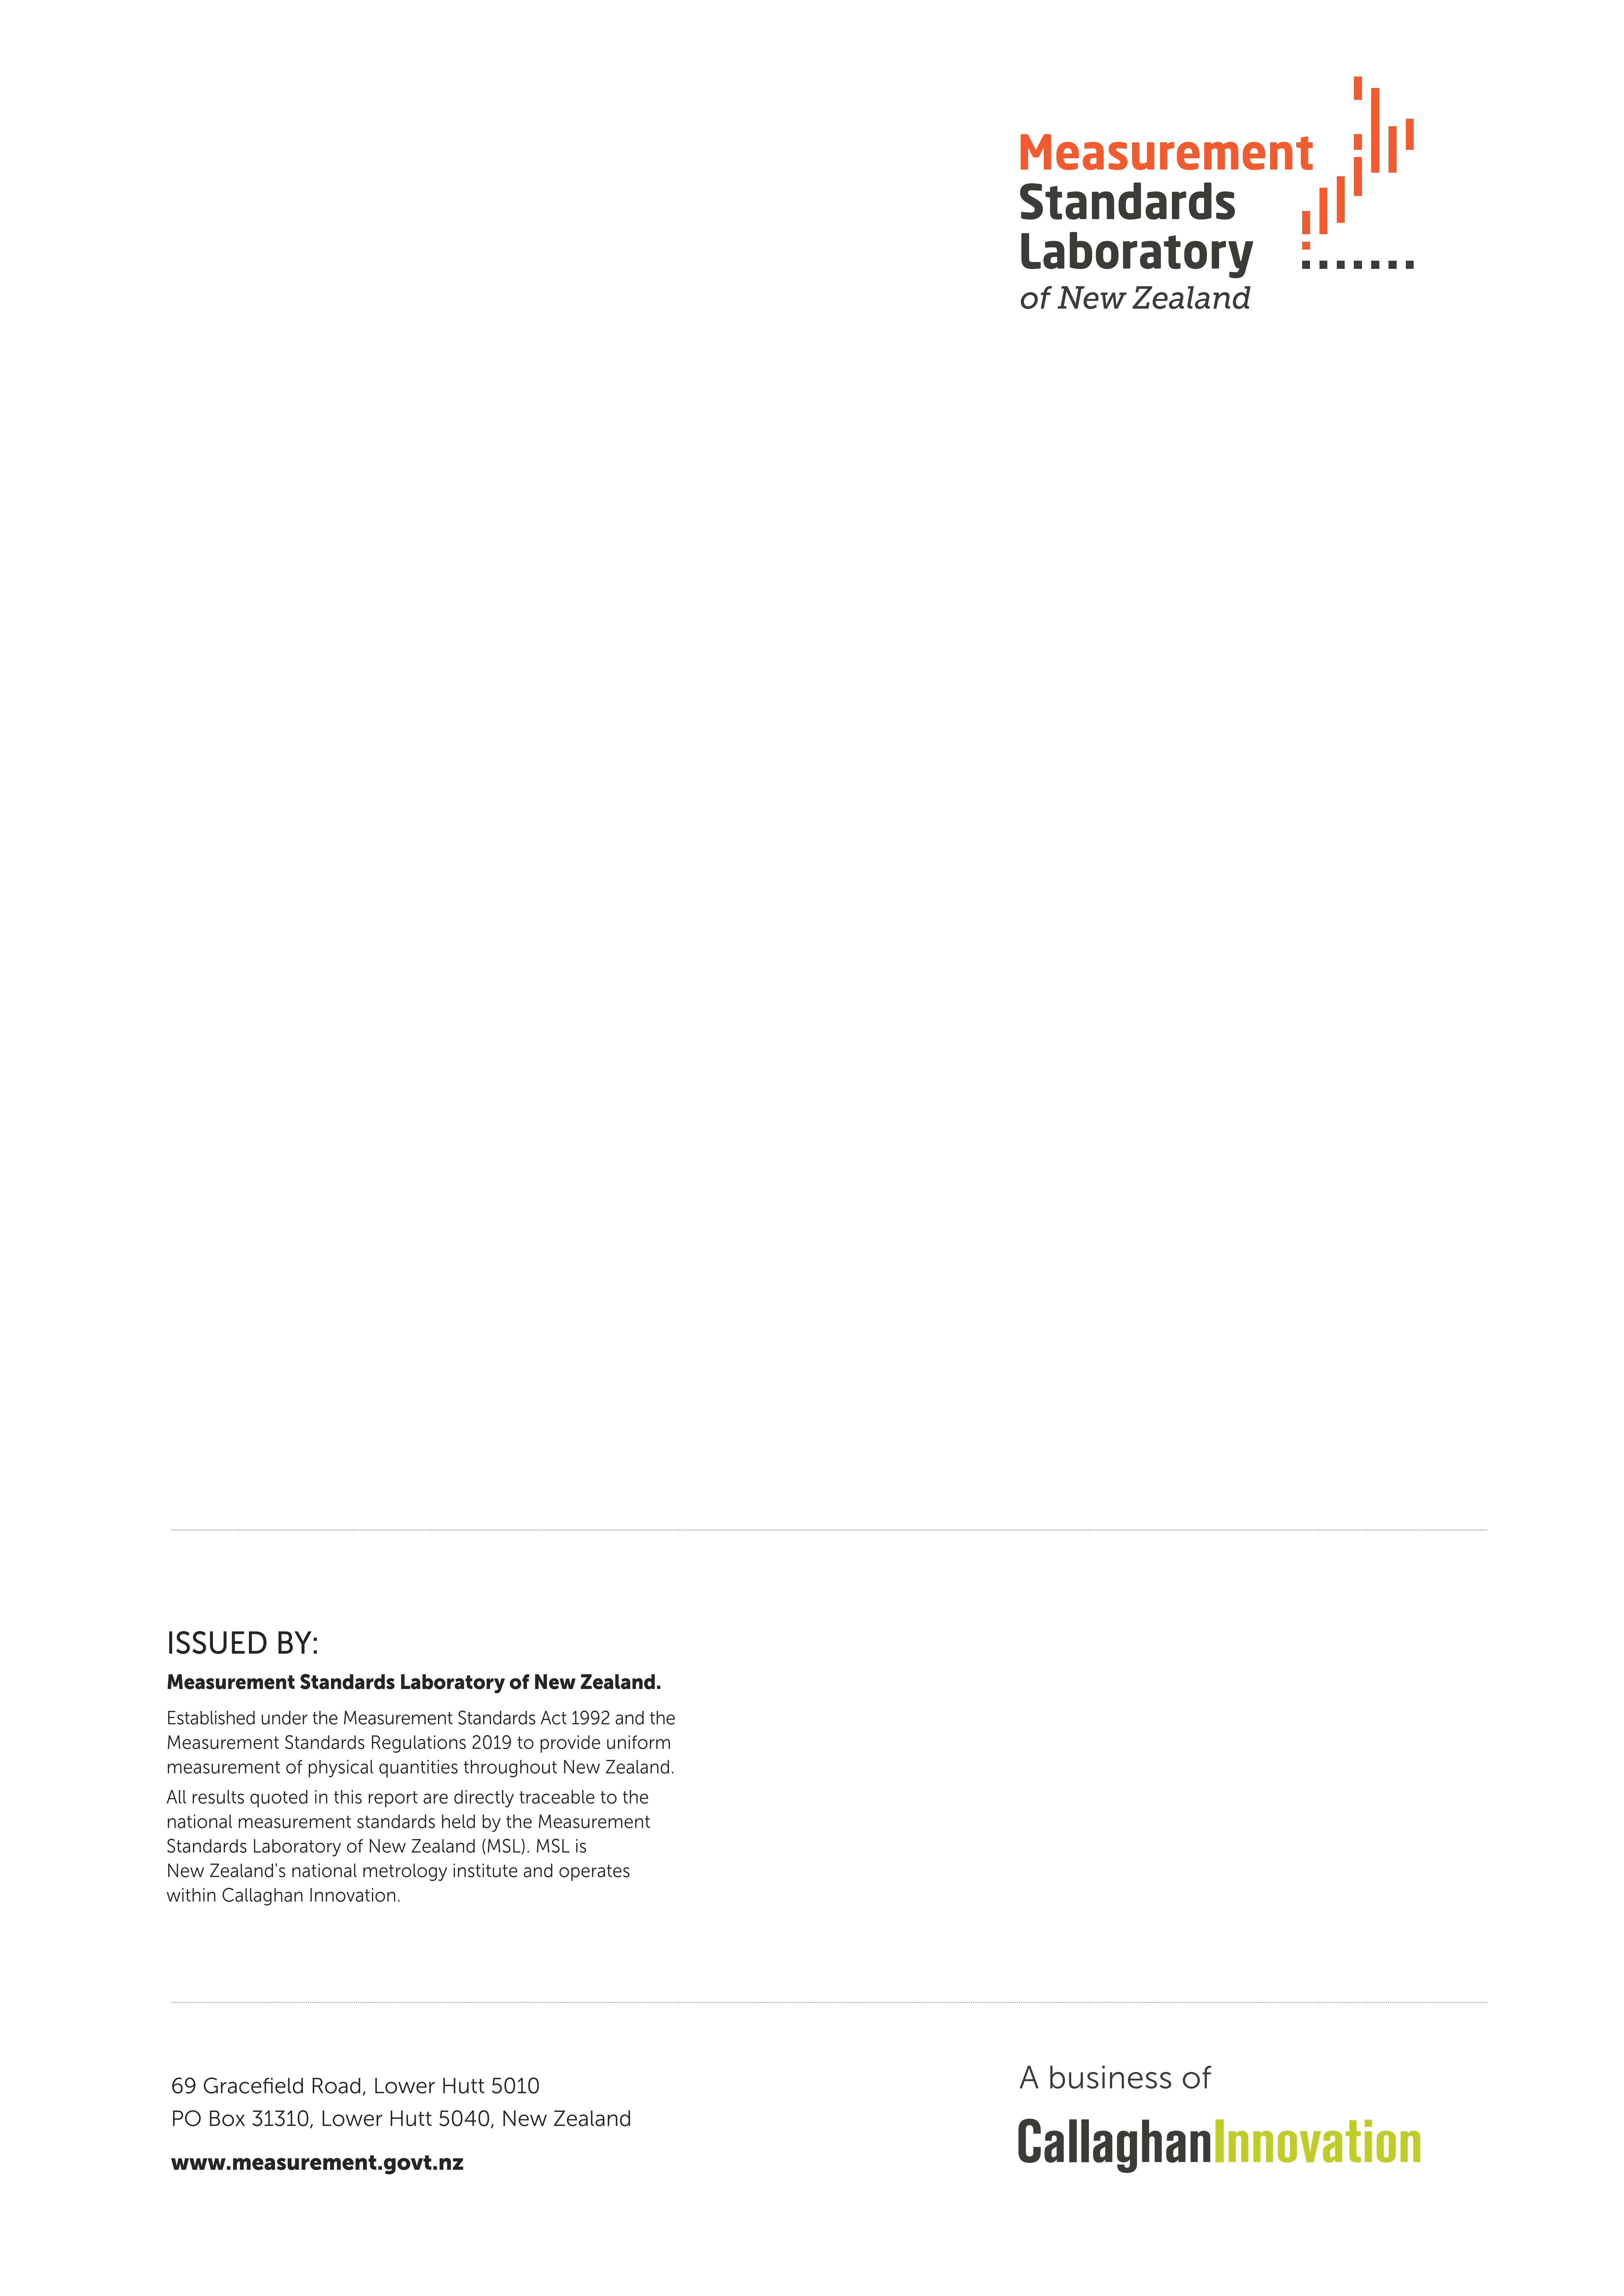 Measurement
Standards
Laboratory
of New Zealand
ISSUED BY:
Measurement Standards Laboratory of New Zealand.
Established under the Measurement Standards Act 1992 and the
Measurement Standards Regulations 2019 to provide uniform
measurement of physical quantities throughout New Zealand.
All results quoted in this report are directly traceable to the
national measurement standards held by the Measurement
Standards Laboratory of New Zealand (MSL). MSL is
New Zealand's national metrology institute and operates
within Callaghan Innovation.
69 Gracefield Road, Lower Hutt 5010
PO Box 31310, Lower Hutt 5040, New Zealand
www.measurement.govt.nz
A business of
CallaghanInnovation